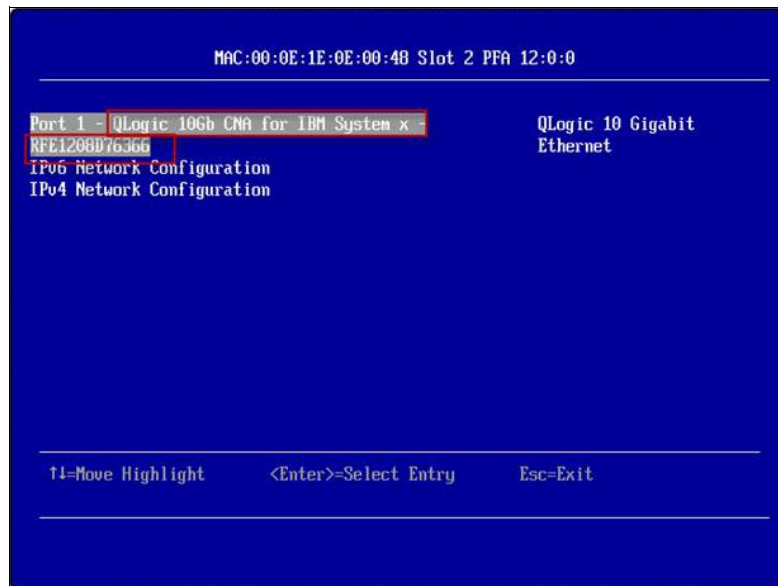 MAC:00:0E:1E:0E:00:48 Slot 2 PFA 12:0:0
Port 1 - QLogic 10Gb CNA for IBM System x - QLogic 10 Gigabit
RFE1208D76366 Ethernet
IPv6 Network Configuration
IPv4 Network Configuration
↑↓=Move Highlight <Enter>=Select Entry Esc=Exit